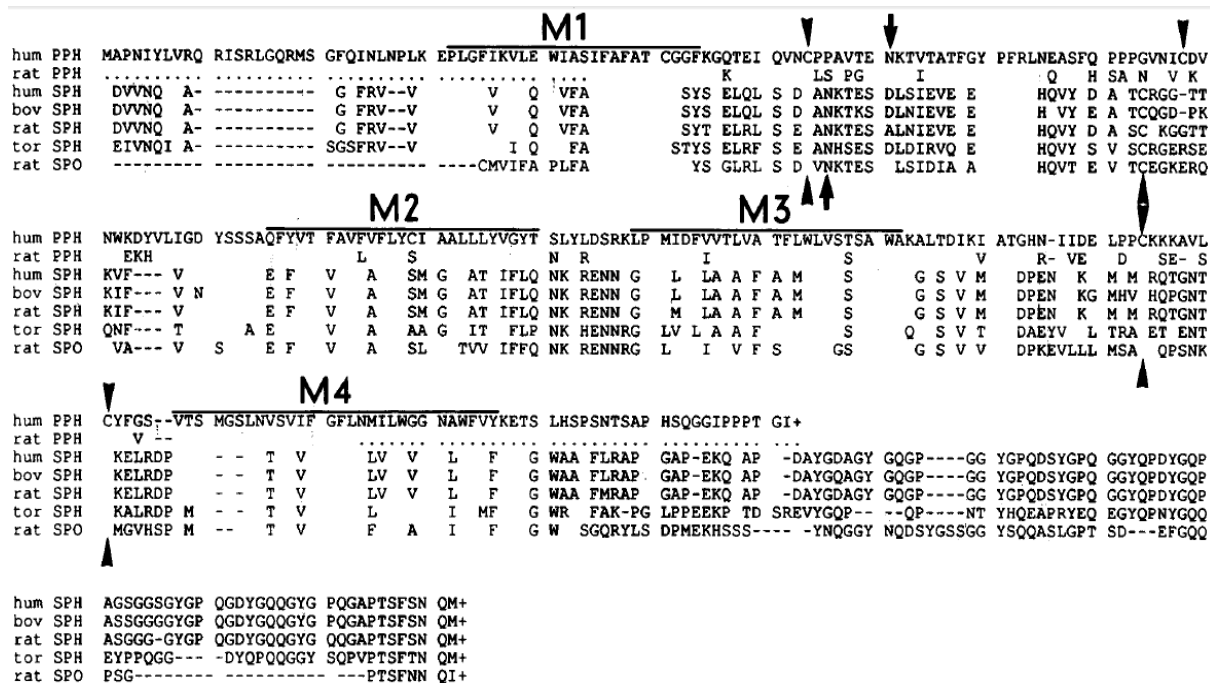 M1
hum PPH MAPNIYLVRQ RISRLGQRMS GFQINLNPLK EPLGFIKVLE WIASIFAFAT CGGFKGQTEI QVNCPPAVTE NKTVTATFGY PFRLNEASFQ PPPGVNICDV
rat PPH .................................................. K LS PG I Q H SA N V K
hum SPH DVVNQ A- ---------- G FRV--V V Q VFA SYS ELQL S D ANKTES DLSIEVE E HQVY D A TCRGG-TT
bov SPH DVVNQ A- ---------- G FRV--V V Q VFA SYS ELQL S D ANKTKS DLNIEVE E H VY E A TCQGD-PK
rat SPH DVVNQ A- ---------- G FRV--V V Q VFA SYT ELRL S E ANKTES ALNIEVE E HQVY D A SC KGGTT
tor SPH EIVNQI A- ---------- SGSFRV--V I Q FA STYS ELRF S E ANHSES DLDIRVQ E HQVY S V SCRGERSE
rat SPO ---------- ---------- ---------- ----CMVIFA PLFA YS GLRL S D VNKTES LSIDIA A HQVT E V TCEGKERQ
M2 M3
hum PPH NWKDYVLIGD YSSSAQFYVT FAVFVFLYCI AALLLYVGYT SLYLDSRKLP MIDFVVTLVA TFLWLVSTSA WAKALTDIKI ATGHN-IIDE LPPCKKKAVL
rat PPH EKH L S N R I S V R- VE D SE- S
hum SPH KVF--- V E F V A SM G AT IFLQ NK RENN G L LA A F A M S G S V M DPEN K M M RQTGNT
bov SPH KIF--- V N E F V A SM G AT IFLQ NK RENN G L LA A F A M S G S V M DPEN KG MHV HQPGNT
rat SPH KIF--- V E F V A SM G AT IFLQ NK RENN G M LA A F A M S G S V M DPEN K M M RQTGNT
tor SPH QNF--- T A E V A AA G IT FLP NK HENNRG LV LA A F S Q S V T DAEYV L TRA ET ENT
rat SPO VA--- V S E F V A SL TVV IFFQ NK RENNRG L I V F S GS G S V V DPKEVLLL MSA QPSNK
M4
hum PPH CYFGS--VTS MGSLNVSVIF GFLNMILWGG NAWFVYKETS LHSPSNTSAP HSQGGIPPPT GI+
rat PPH V -- ........................................
hum SPH KELRDP - - T V LV V L F G WAA FLRAP GAP-EKQ AP -DAYGDAGY GQGP----GG YGPQDSYGPQ GGYQPDYGQP
bov SPH KELRDP - - T V LV V L F G WAA FLRAP GAP-EKQ AP -DAYGQAGY GQGP----GG YGPQDSYGPQ GGYQPDYGQP
rat SPH KELRDP - - T V LV V L F G WAA FMRAP GAP-EKQ AP -DAYGDAGY GQGP----GG YGPQDSYGPQ GGYQPDYGQP
tor SPH KALRDP M - - T V L I MF G WR FAK-PG LPPEEKP TD SREVYGQP-- --QP---NT YHQEAPRYEQ EGYQPNYGQQ
rat SPO MGVHSP M -- T V F A I F G W SGQRYLS DPMEKHSSS- ----YNQGGY NQDSYGSSGG YSQQASLGPT SD---EFGQQ
hum SPH AGSGGSGYGP QGDYGQQGYG PQGAPTSFSN QM+
bov SPH ASSGGGGYGP QGDYGQQGYG PQGAPTSFSN QM+
rat SPH ASGGG-GYGP QGDYGQQGYG QQGAPTSFSN QM+
tor SPH EYPPQGG--- -DYQPQQGGY SQPVPTSFTN QM+
rat SPO PSG------- ---------- ---PTSFNN QI+